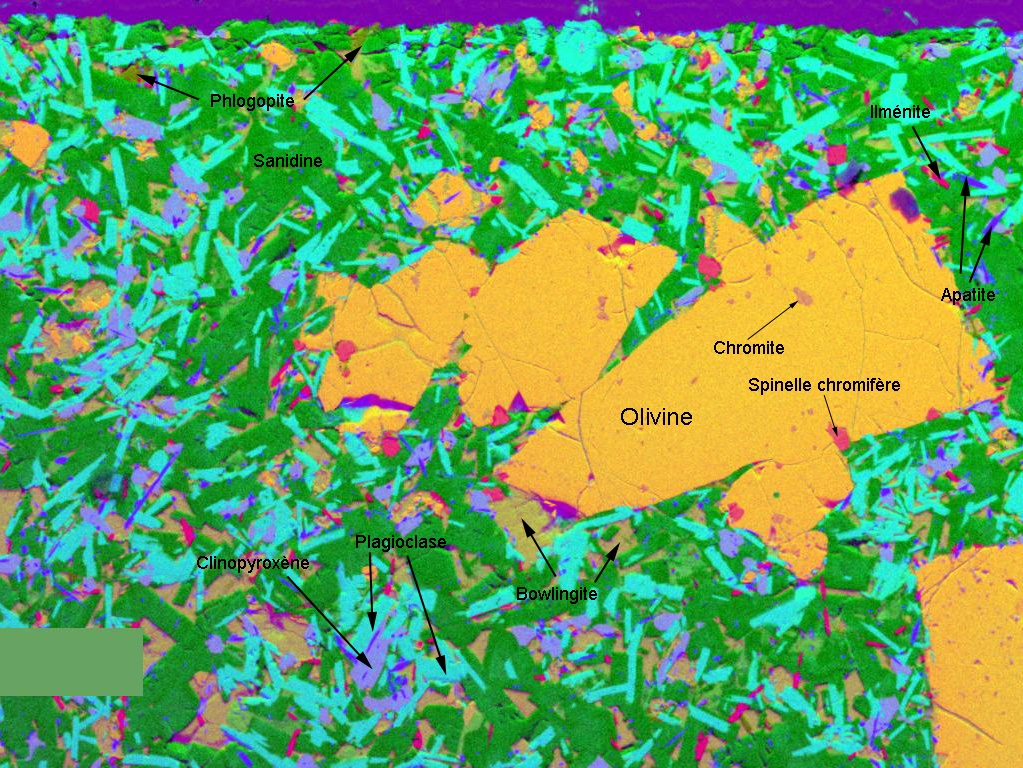 Phlogopite
Ilménite
Sanidine
Apatite
Chromite
Spinelle chromifère
Olivine
Plagioclase
Clinopyroxène
Bowlingite